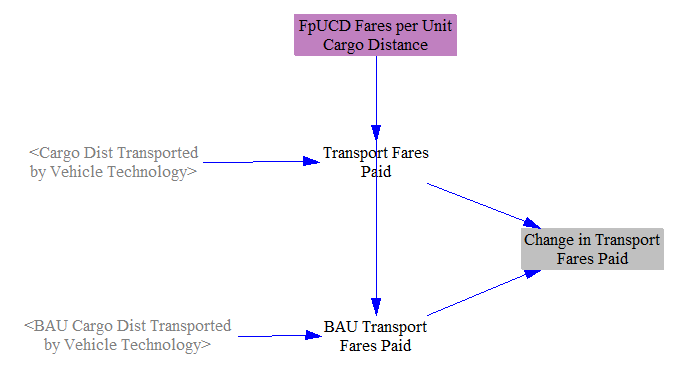 FpUCD Fares per Unit
Cargo Distance
<Cargo Dist Transported
by Vehicle Technology>
Transport Fares
Paid
Change in Transport
Fares Paid
<BAU Cargo Dist Transported
by Vehicle Technology>
BAU Transport
Fares Paid